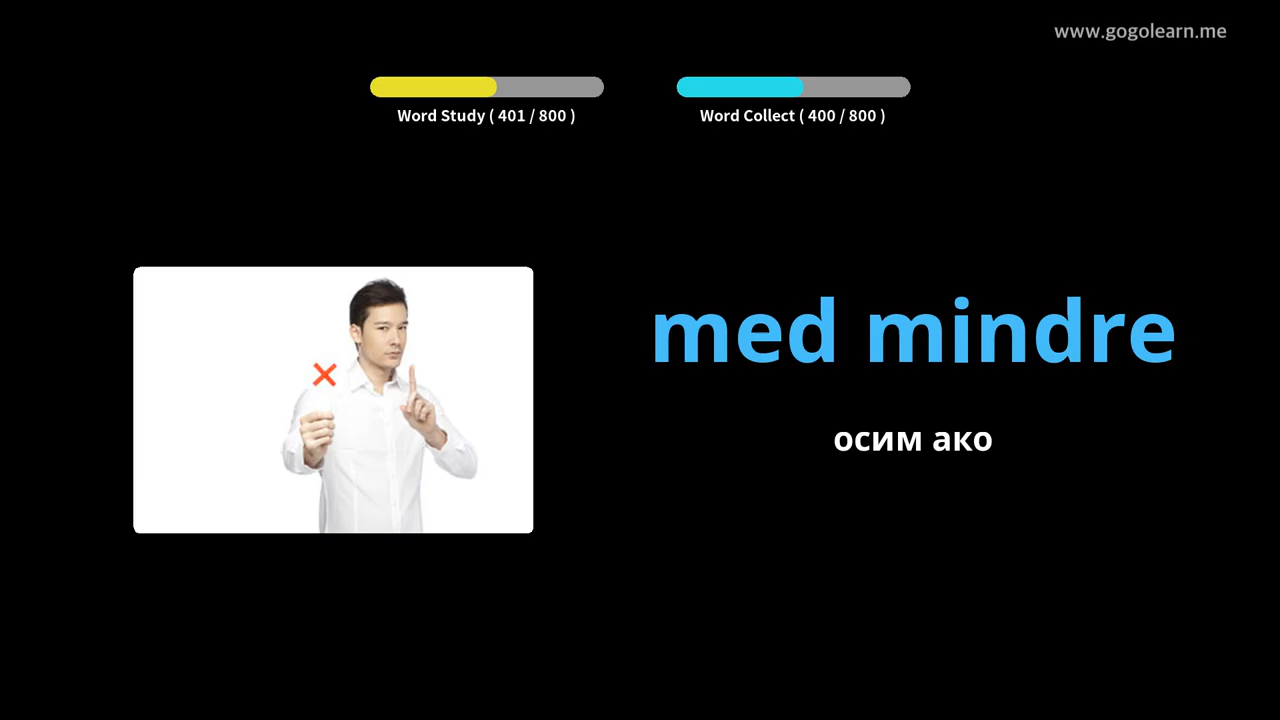 www.gogolearn.me
Word Study ( 401 / 800 )
Word Collect ( 400 / 800 )
med mindre
осим ако